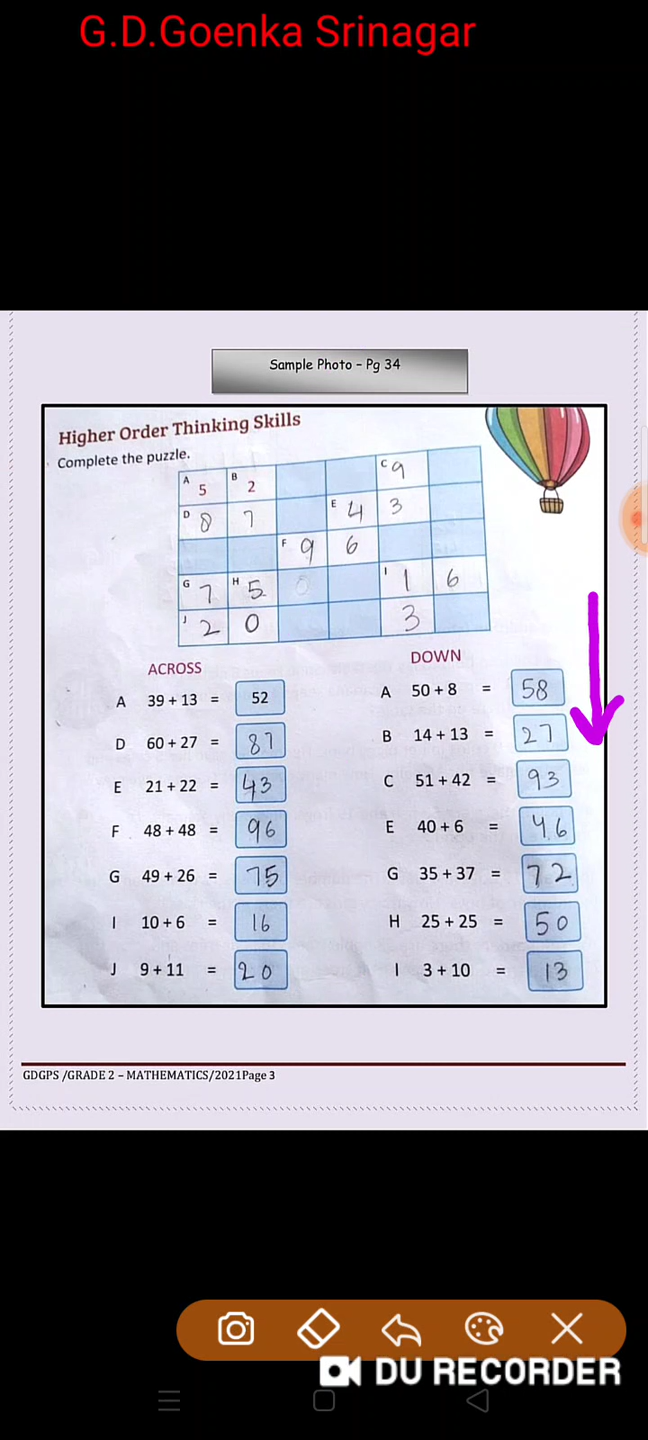 G.D.Goenka Srinagar
Sample Photo – Pg 34
Higher Order Thinking Skills
Complete the puzzle.
A 5 B 2 C 9
D 8 7 E 4 3
F 9 6
G 7 H 5 I 1 6
J 2 0 3
ACROSS
A 39 + 13 = 52
D 60 + 27 = 87
E 21 + 22 = 43
F 48 + 48 = 96
G 49 + 26 = 75
I 10 + 6 = 16
J 9 + 11 = 20
DOWN
A 50 + 8 = 58
B 14 + 13 = 27
C 51 + 42 = 93
E 40 + 6 = 46
G 35 + 37 = 72
H 25 + 25 = 50
I 3 + 10 = 13
GDGPS /GRADE 2 – MATHEMATICS/2021Page 3
DU RECORDER